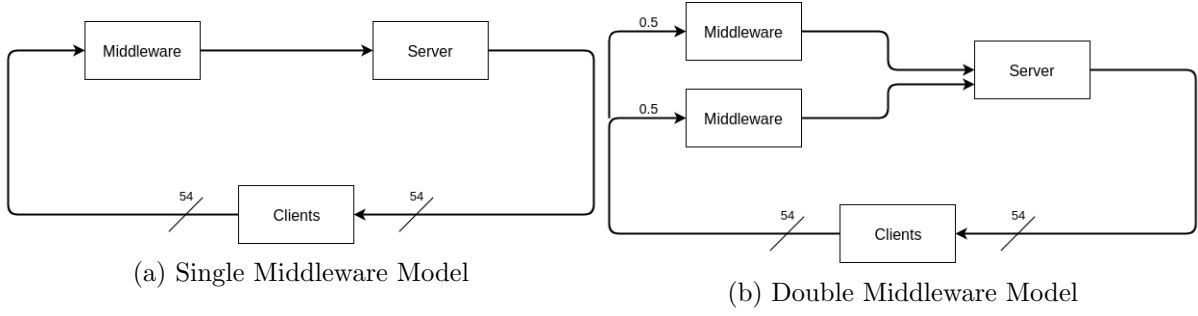 Middleware
Server
54
Clients
54
(a) Single Middleware Model
0.5
Middleware
0.5
Middleware
Server
54
Clients
54
(b) Double Middleware Model